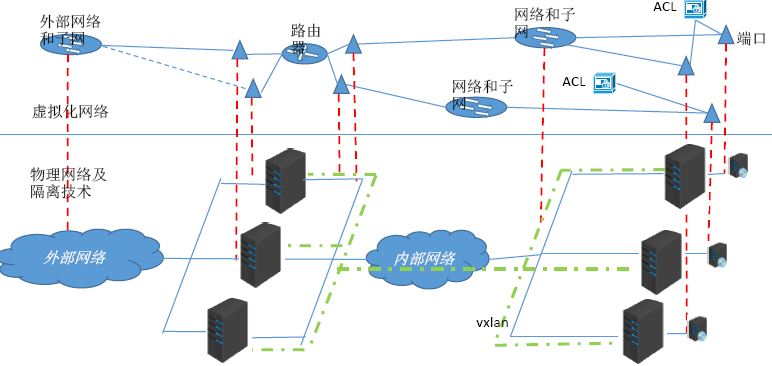 外部网络
和子网
路由
器
网络和子
网
ACL
端口
网络和子
网
ACL
虚拟化网络
物理网络及
隔离技术
外部网络
内部网络
vxlan